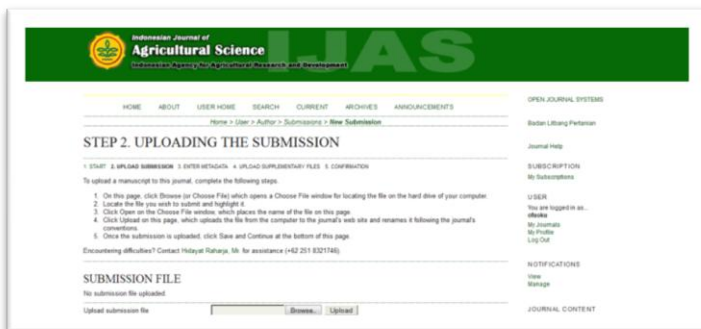 Indonesian Journal of
Agricultural Science
Indonesian Agency for Agricultural Research and Development
IJAS
HOME ABOUT USER HOME SEARCH CURRENT ARCHIVES ANNOUNCEMENTS
Home > User > Author > Submissions > New Submission
STEP 2. UPLOADING THE SUBMISSION
1. START 2. UPLOAD SUBMISSION 3. ENTER METADATA 4. UPLOAD SUPPLEMENTARY FILES 5. CONFIRMATION
To upload a manuscript to this journal, complete the following steps.
1. On this page, click Browse (or Choose File) which opens a Choose File window for locating the file on the hard drive of your computer.
2. Locate the file you wish to submit and highlight it.
3. Click Open on the Choose File window, which places the name of the file on this page.
4. Click Upload on this page, which uploads the file from the computer to the journal's web site and renames it following the journal's
conventions.
5. Once the submission is uploaded, click Save and Continue at the bottom of this page.
Encountering difficulties? Contact Hidayat Raharja, Mr. for assistance (+62 251 8321746).
SUBMISSION FILE
No submission file uploaded.
Upload submission file Browse... Upload
OPEN JOURNAL SYSTEMS
Badan Litbang Pertanian
Journal Help
SUBSCRIPTION
My Subscriptions
USER
You are logged in as...
My Journals
My Profile
Log Out
NOTIFICATIONS
View
Manage
JOURNAL CONTENT